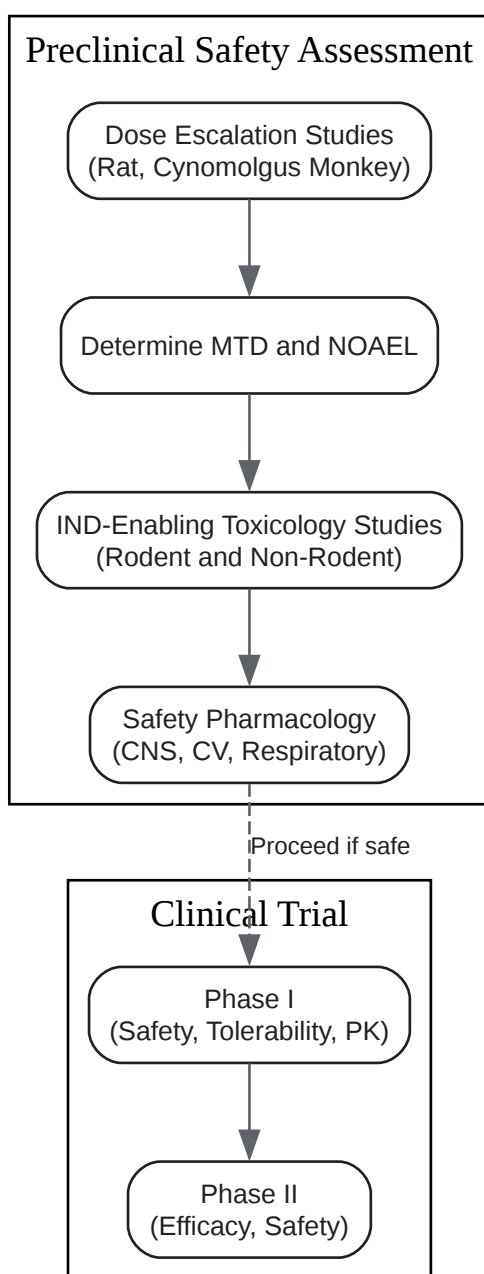 Preclinical Safety Assessment
Dose Escalation Studies
(Rat, Cynomolgus Monkey)
Determine MTD and NOAEL
IND-Enabling Toxicology Studies
(Rodent and Non-Rodent)
Safety Pharmacology
(CNS, CV, Respiratory)
Proceed if safe
Clinical Trial
Phase I
(Safety, Tolerability, PK)
Phase II
(Efficacy, Safety)